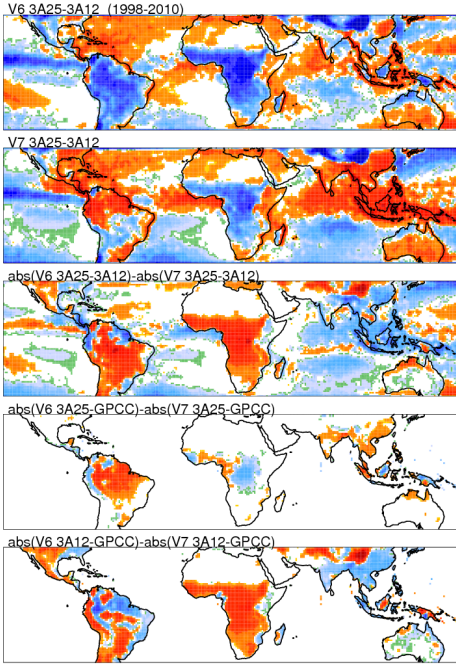 V6 3A25-3A12 (1998-2010)
V7 3A25-3A12
abs(V6 3A25-3A12)-abs(V7 3A25-3A12)
abs(V6 3A25-GPCC)-abs(V7 3A25-GPCC)
abs(V6 3A12-GPCC)-abs(V7 3A12-GPCC)